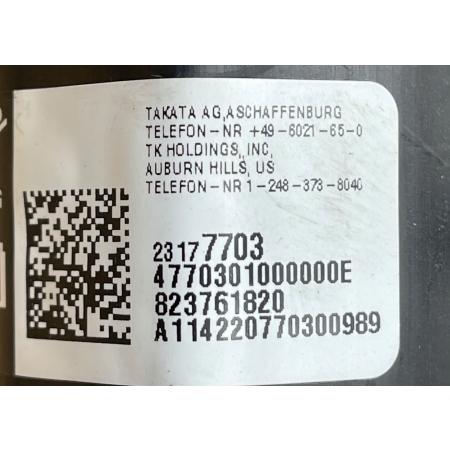 TAKATA AG,ASCHAFFENBURG
TELEFON-NR +49-6021-65-0
TK HOLDINGS, INC,
AUBURN HILLS, US
TELEFON-NR 1-248-373-8040
23177703
4770301000000E
823761820
A114220770300989